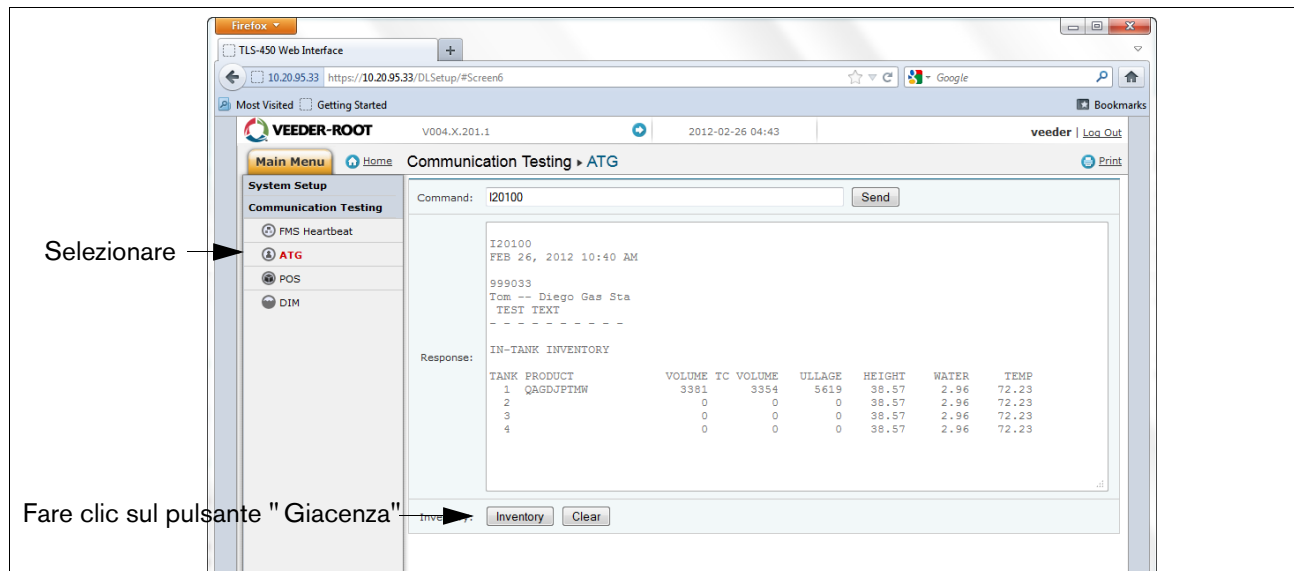 Firefox
TLS-450 Web Interface
10.20.95.33 https://10.20.95.33/DLSetup/#Screen6 Google
Most Visited Getting Started Bookmarks
VEEDER-ROOT V004.X.201.1 2012-02-26 04:43 veeder | Log Out
Main Menu Home Communication Testing ▸ ATG Print
System Setup
Communication Testing
FMS Heartbeat
ATG
POS
DIM
Selezionare
Command: I20100 Send
Response:
I20100
FEB 26, 2012 10:40 AM
999033
Tom -- Diego Gas Sta
TEST TEXT
- - - - - - - - - -
IN-TANK INVENTORY
TANK PRODUCT VOLUME TC VOLUME ULLAGE HEIGHT WATER TEMP
1 QAGDJPTMW 3381 3354 5619 38.57 2.96 72.23
2 0 0 0 38.57 2.96 72.23
3 0 0 0 38.57 2.96 72.23
4 0 0 0 38.57 2.96 72.23
Fare clic sul pulsante " Giacenza"
Inventory Clear